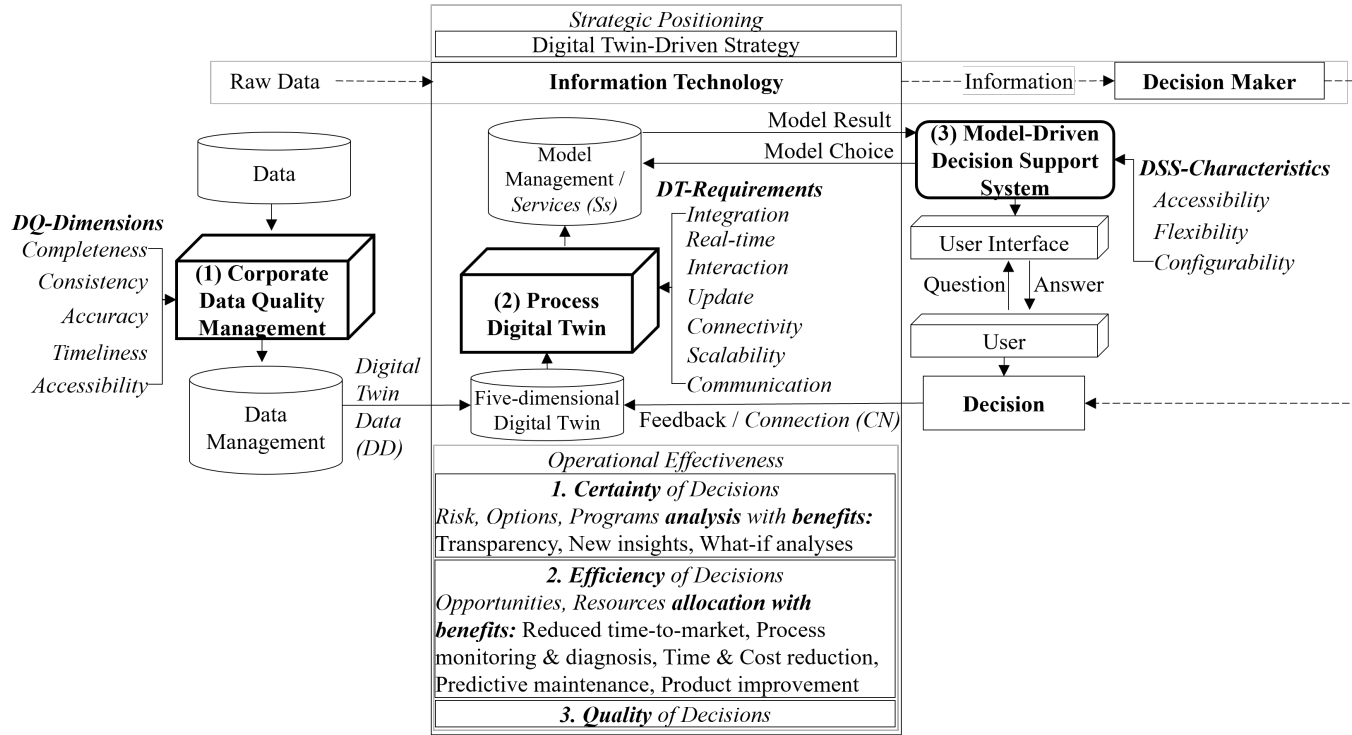 Strategic Positioning
Digital Twin-Driven Strategy
Raw Data
Information Technology
Information
Decision Maker
Data
DQ-Dimensions
Completeness
Consistency
Accuracy
Timeliness
Accessibility
(1) Corporate
Data Quality
Management
Data
Management
Digital
Twin
Data
(DD)
Model
Management /
Services (Ss)
Model Result
Model Choice
DT-Requirements
Integration
Real-time
Interaction
Update
Connectivity
Scalability
Communication
(2) Process
Digital Twin
Five-dimensional
Digital Twin
Feedback / Connection (CN)
(3) Model-Driven
Decision Support
System
DSS-Characteristics
Accessibility
Flexibility
Configurability
User Interface
Question
Answer
User
Decision
Operational Effectiveness
1. Certainty of Decisions
Risk, Options, Programs analysis with benefits:
Transparency, New insights, What-if analyses
2. Efficiency of Decisions
Opportunities, Resources allocation with
benefits: Reduced time-to-market, Process
monitoring & diagnosis, Time & Cost reduction,
Predictive maintenance, Product improvement
3. Quality of Decisions